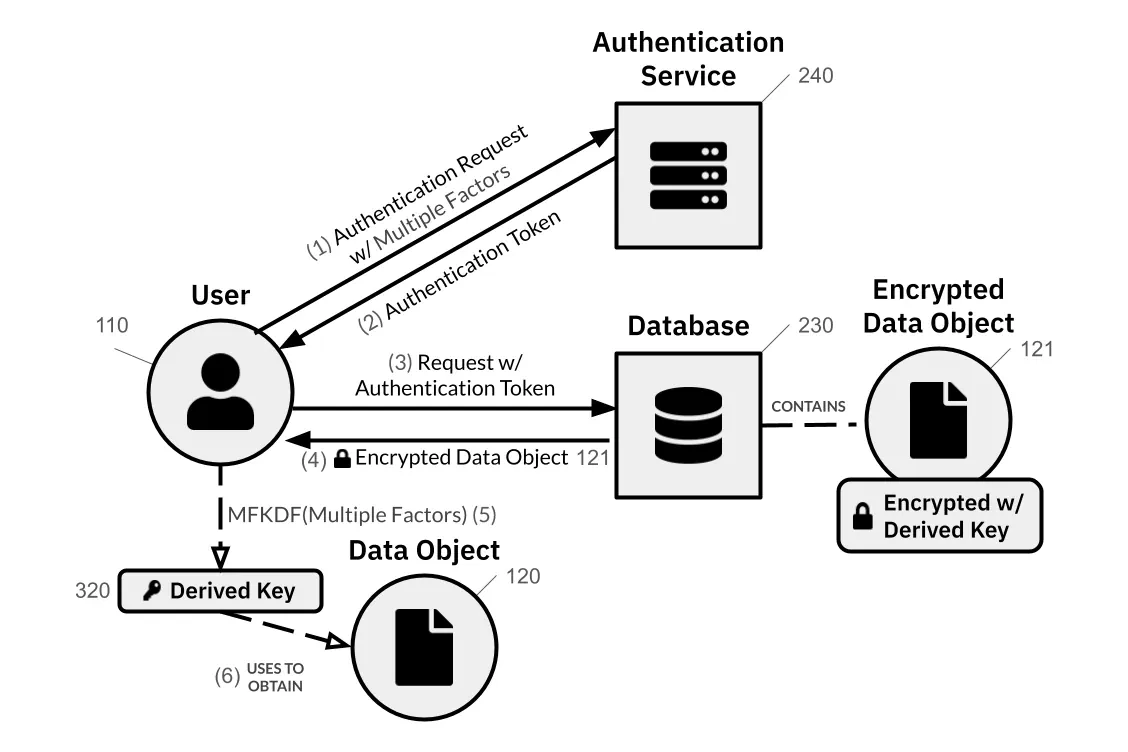 Authentication
Service
240
(1) Authentication Request
w/ Multiple Factors
(2) Authentication Token
User
110
Encrypted
Data Object
121
Database
230
(3) Request w/
Authentication Token
CONTAINS
(4) Encrypted Data Object 121
Encrypted w/
Derived Key
MFKDF(Multiple Factors) (5)
Data Object
120
320
Derived Key
(6) USES TO
OBTAIN